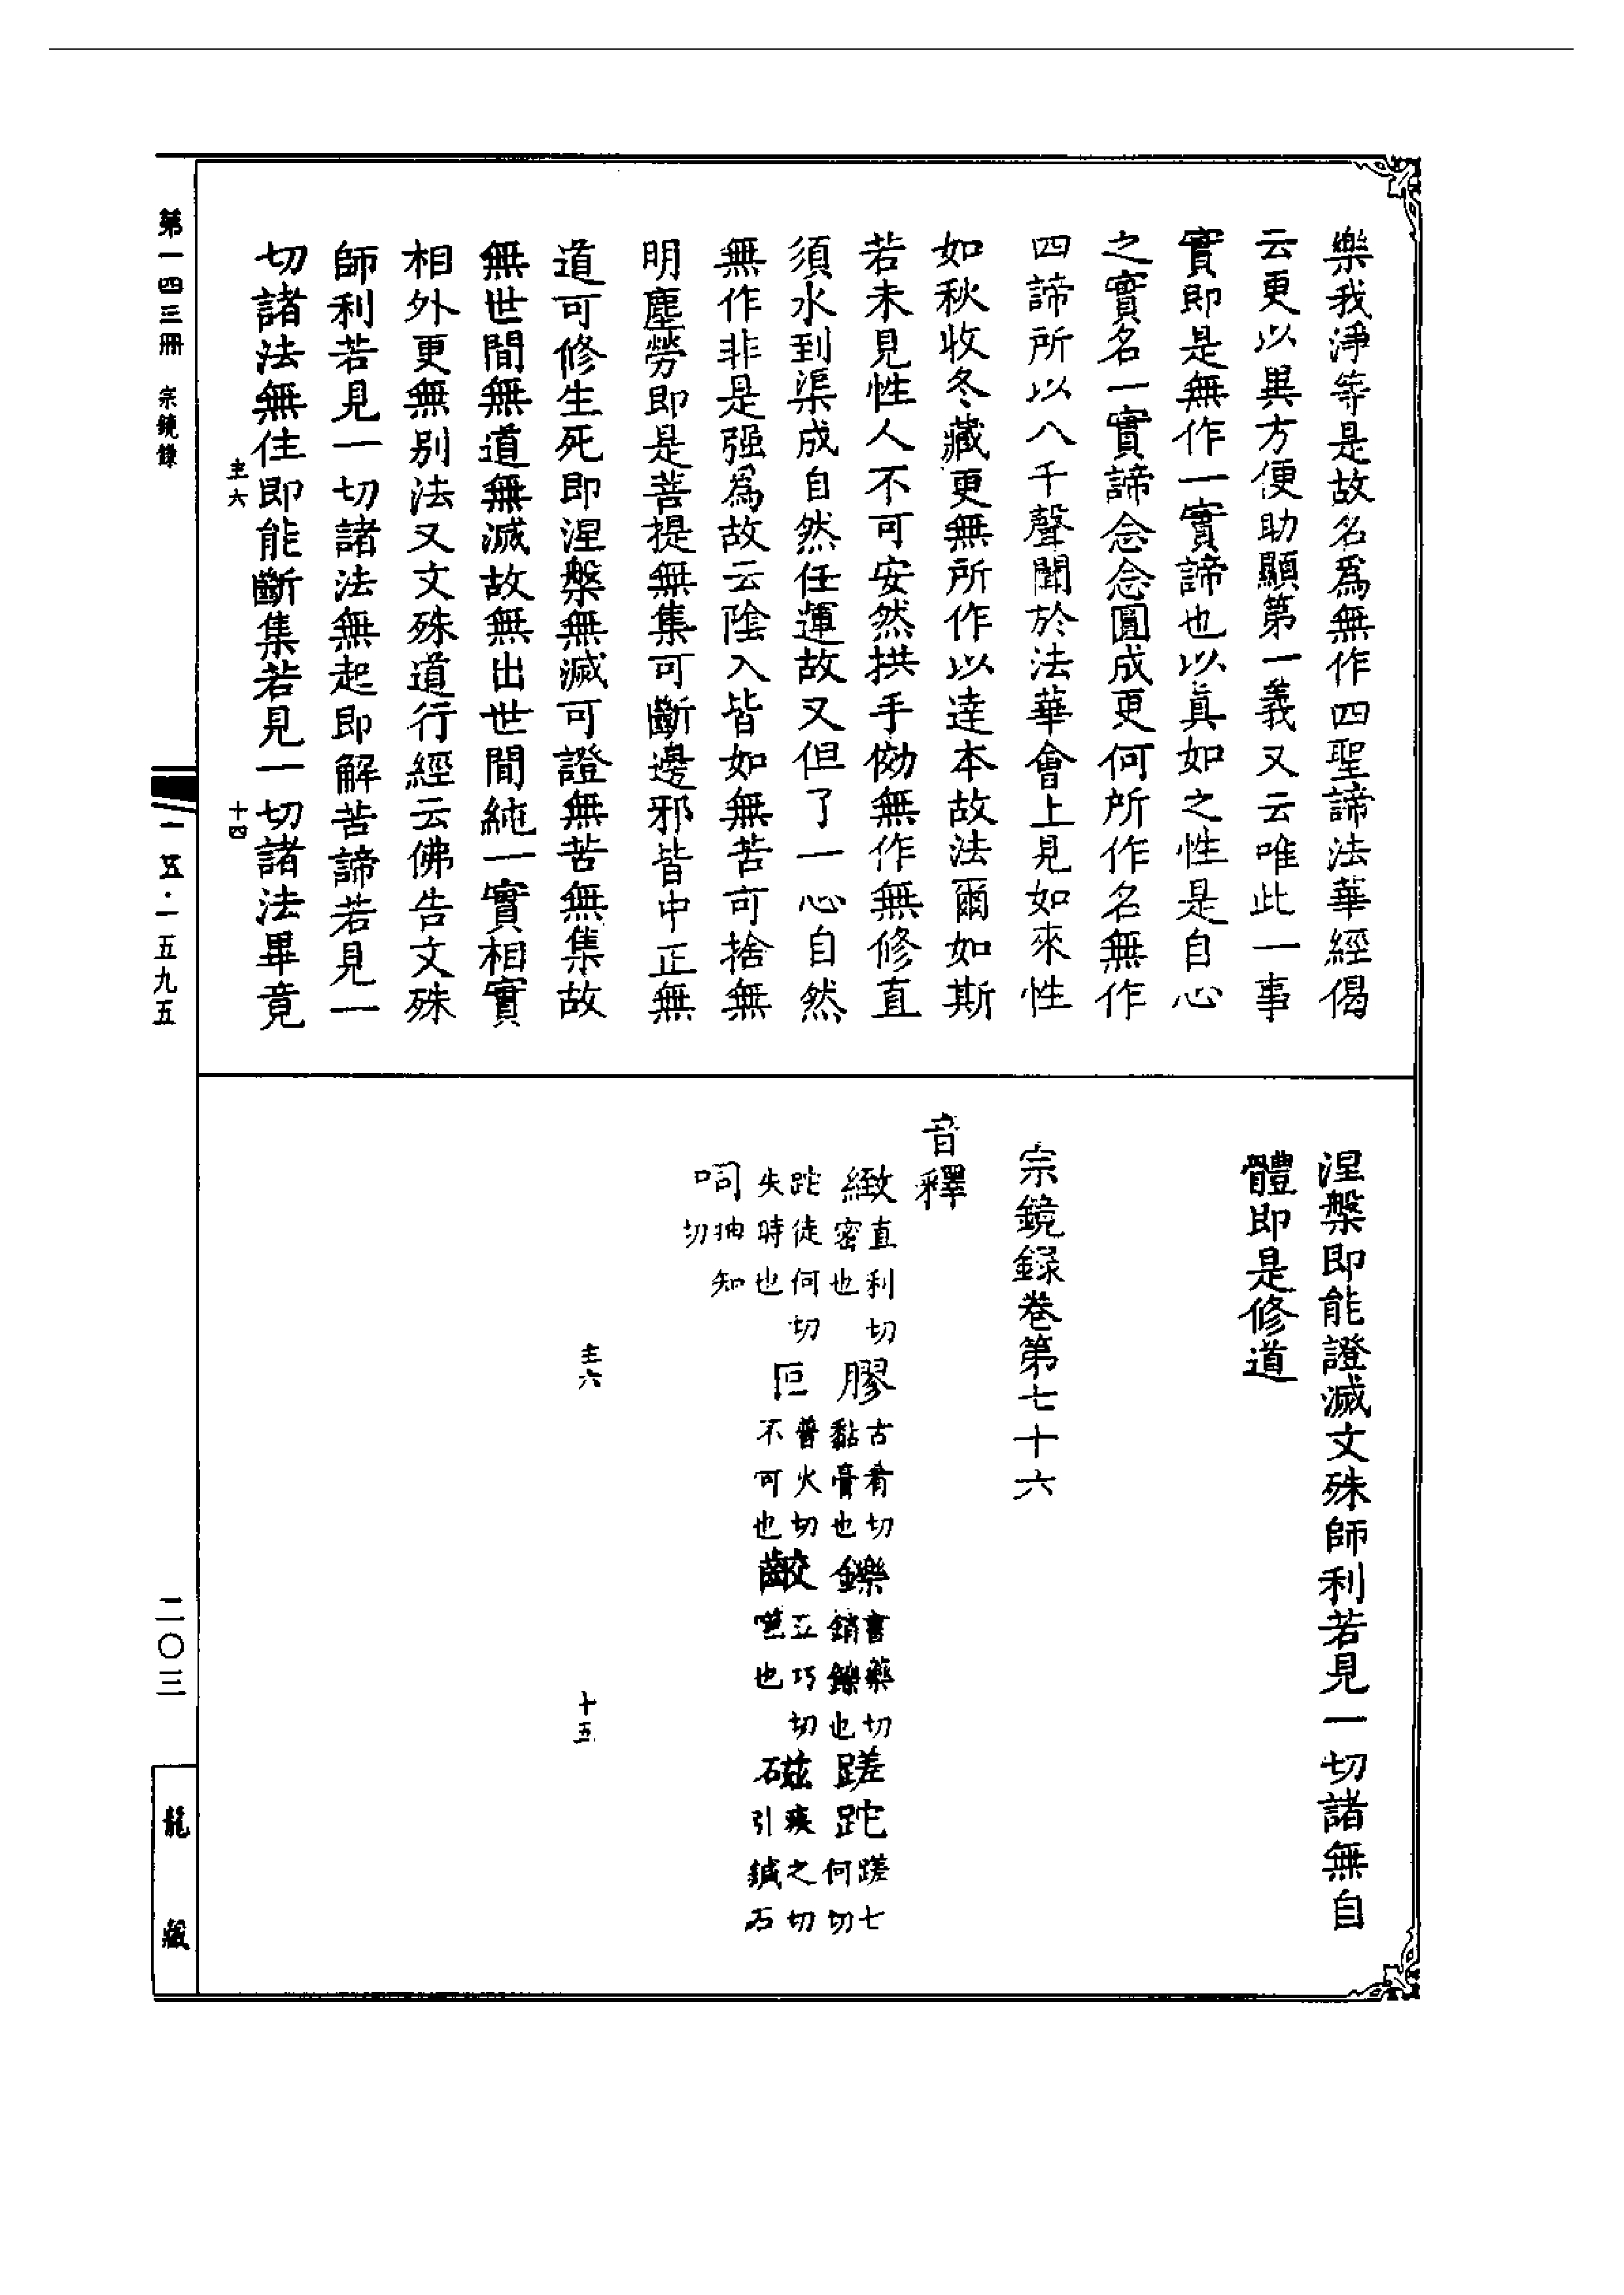 樂我淨等是故名爲無作四聖諦法華經偈
云更以異方便助顯第一義又云唯此一事
實即是無作一實諦也以眞如之性是自心
之實名一實諦念念圓成更何所作名無作
四諦所以八千聲聞於法華會上見如來性
如秋收冬藏更無所作以達本故法爾如斯
若未見性人不可安然拱手傚無作無修直
須水到渠成自然任運故又但了一心自然
無作非是强爲故云陰入皆如無苦可捨無
明塵勞即是菩提無集可斷邊邪皆中正無
道可修生死即涅槃無滅可證無苦無集故
無世間無道無滅故無出世間純一實相實
相外更無別法又文殊道行經云佛告文殊
師利若見一切諸法無起即解苦諦若見一
切諸法無住即能斷集若見一切諸法畢竟
主六 十四
涅槃即能證滅文殊師利若見一切諸無自
體即是修道
宗鏡録卷第七十六
音釋
緻直利切密也 膠古肴切黏膏也 鑠書藥切銷鑠也 蹉跎蹉七何切
跎徒何切失時也 叵普火切不可也 齩五巧切噬也 磁疾之切引鍼石
呞抽知切
主六 十五
第一四三冊 宗鏡錄
一五·一五九五
二〇三
龍藏